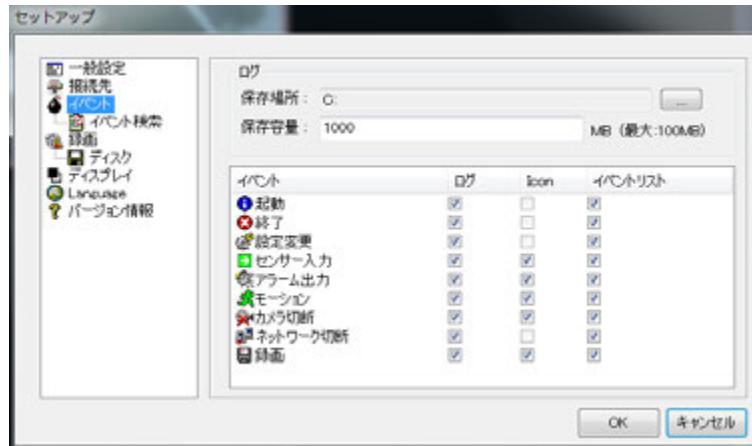 セットアップ
一般設定
接続先
イベント
イベント検索
録画
ディスク
ディスプレイ
Language
バージョン情報
ログ
保存場所： C:
...
保存容量： 1000 MB (最大:100MB)
イベント ログ Icon イベントリスト
起動
終了
設定変更
センサー入力
アラーム出力
モーション
カメラ切断
ネットワーク切断
録画
OK キャンセル